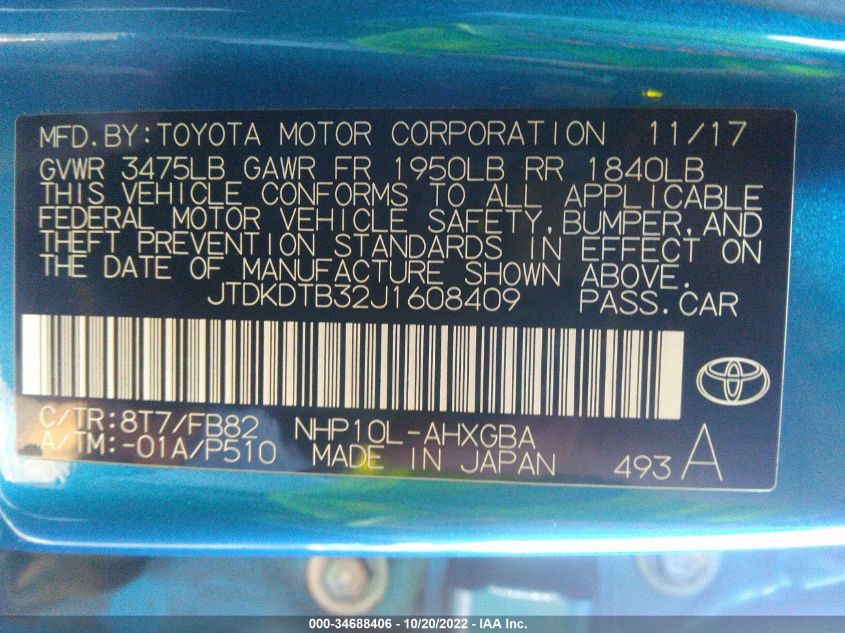 MFD.BY:TOYOTA MOTOR CORPORATION 11/17
GVWR 3475LB GAWR FR 1950LB RR 1840LB
THIS VEHICLE CONFORMS TO ALL APPLICABLE
FEDERAL MOTOR VEHICLE SAFETY,BUMPER,AND
THEFT PREVENTION STANDARDS IN EFFECT ON
THE DATE OF MANUFACTURE SHOWN ABOVE.
JTDKDTB32J1608409 PASS.CAR
C/TR:8T7/FB82 NHP10L-AHXGBA
A/TM:-01A/P510 MADE IN JAPAN 493 A
000-34688406 - 10/20/2022 - IAA Inc.